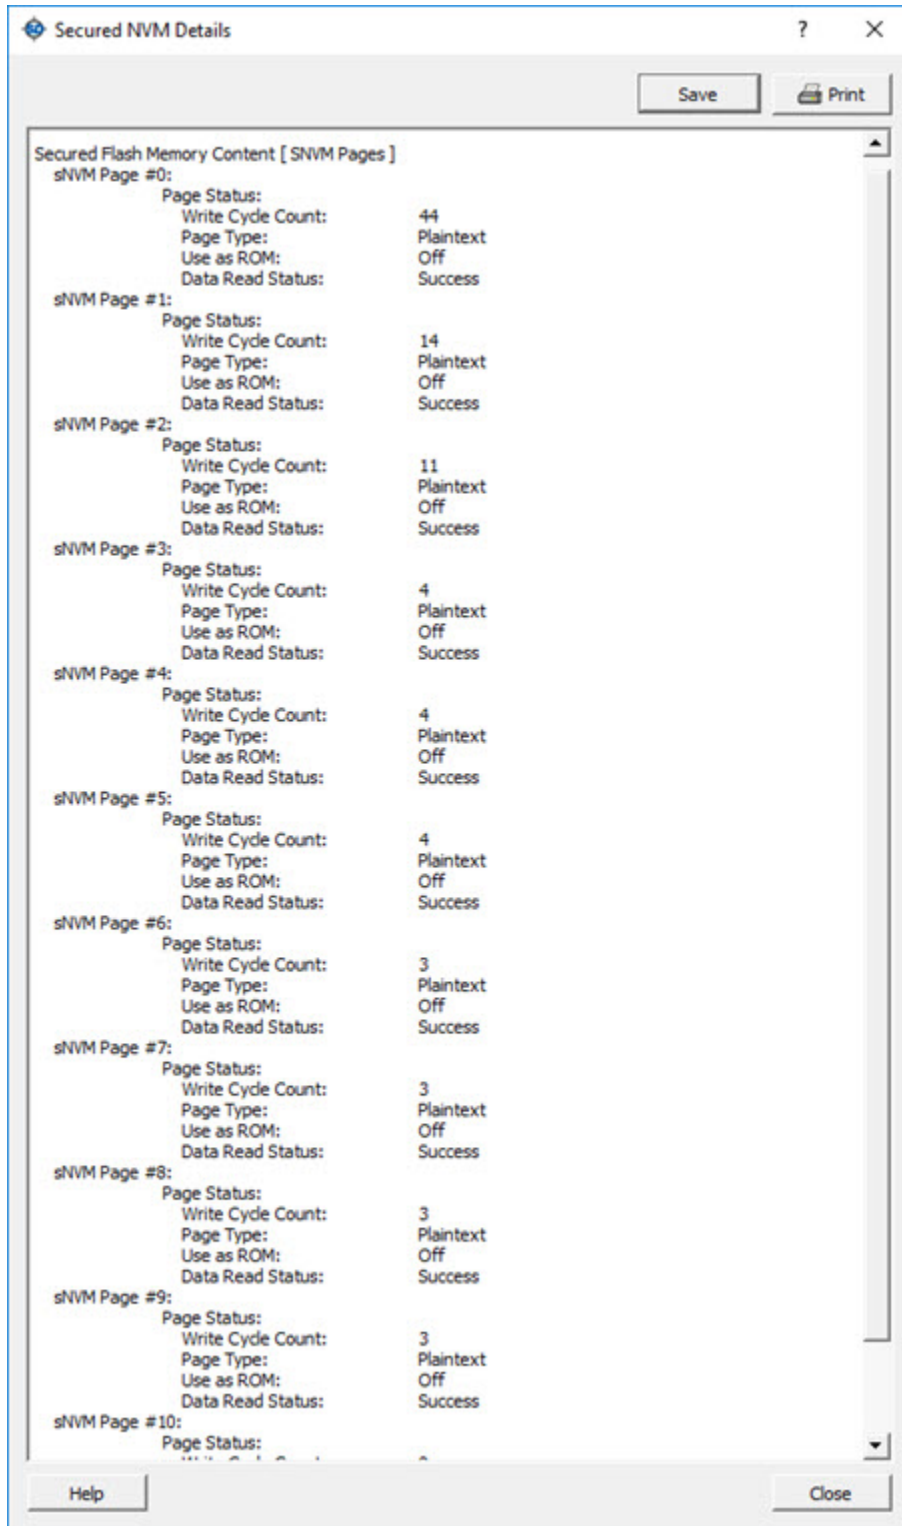 Secured NVM Details
Save
Print
Secured Flash Memory Content [ SNVM Pages ]
sNVM Page #0:
Page Status:
Write Cycle Count: 44
Page Type: Plaintext
Use as ROM: Off
Data Read Status: Success
sNVM Page #1:
Page Status:
Write Cycle Count: 14
Page Type: Plaintext
Use as ROM: Off
Data Read Status: Success
sNVM Page #2:
Page Status:
Write Cycle Count: 11
Page Type: Plaintext
Use as ROM: Off
Data Read Status: Success
sNVM Page #3:
Page Status:
Write Cycle Count: 4
Page Type: Plaintext
Use as ROM: Off
Data Read Status: Success
sNVM Page #4:
Page Status:
Write Cycle Count: 4
Page Type: Plaintext
Use as ROM: Off
Data Read Status: Success
sNVM Page #5:
Page Status:
Write Cycle Count: 4
Page Type: Plaintext
Use as ROM: Off
Data Read Status: Success
sNVM Page #6:
Page Status:
Write Cycle Count: 3
Page Type: Plaintext
Use as ROM: Off
Data Read Status: Success
sNVM Page #7:
Page Status:
Write Cycle Count: 3
Page Type: Plaintext
Use as ROM: Off
Data Read Status: Success
sNVM Page #8:
Page Status:
Write Cycle Count: 3
Page Type: Plaintext
Use as ROM: Off
Data Read Status: Success
sNVM Page #9:
Page Status:
Write Cycle Count: 3
Page Type: Plaintext
Use as ROM: Off
Data Read Status: Success
sNVM Page #10:
Page Status:
Help
Close